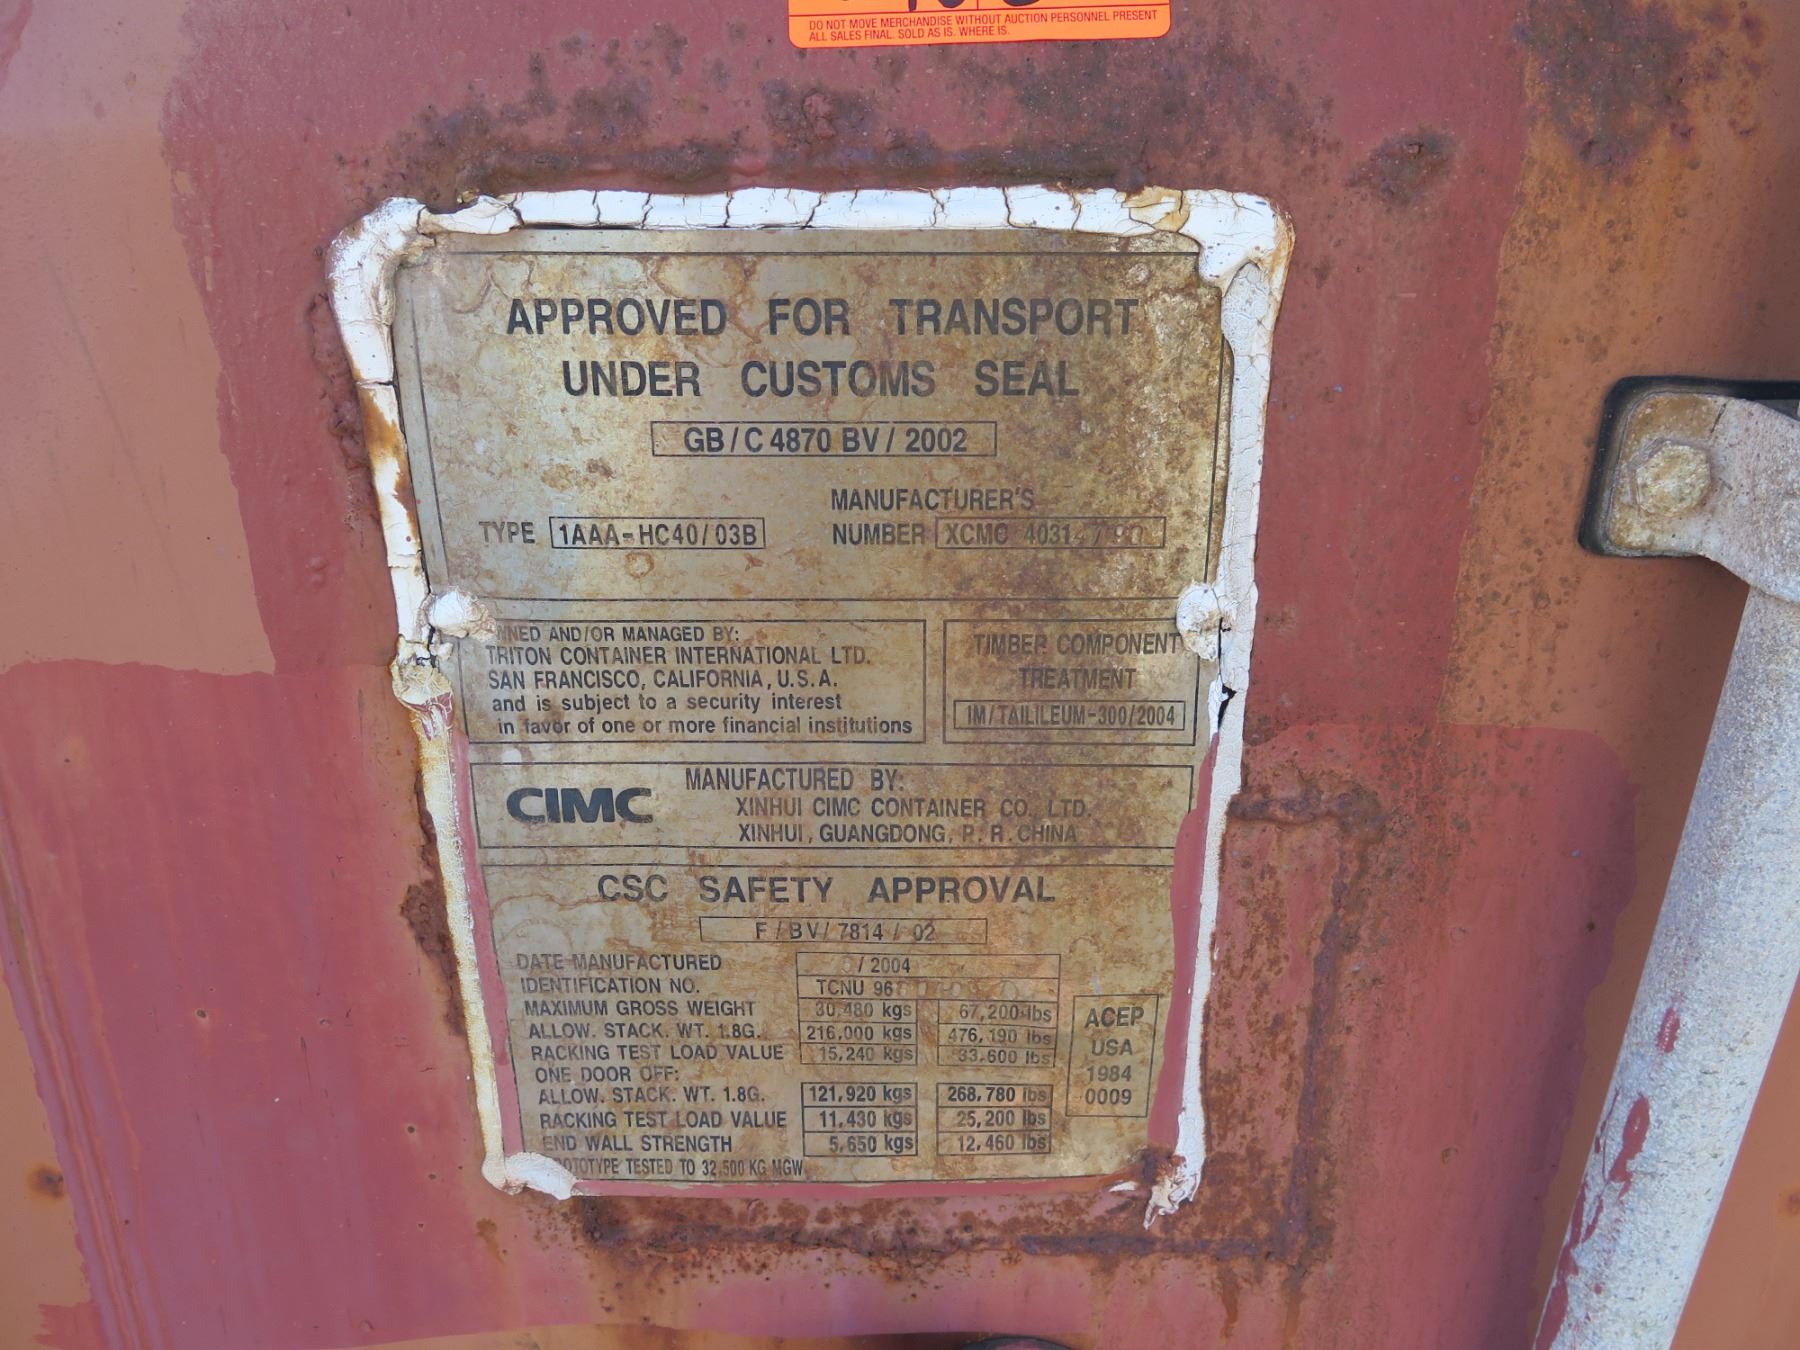 DO NOT MOVE MERCHANDISE WITHOUT AUCTION PERSONNEL PRESENT
ALL SALES FINAL. SOLD AS IS. WHERE IS.
APPROVED FOR TRANSPORT
UNDER CUSTOMS SEAL
GB/C 4870 BV/2002
MANUFACTURER'S
TYPE 1AAA-HC40/03B NUMBER XCMC
NED AND/OR MANAGED BY:
TRITON CONTAINER INTERNATIONAL LTD.
SAN FRANCISCO, CALIFORNIA, U.S.A.
and is subject to a security interest
in favor of one or more financial institutions
TIMBER COMPONENT
TREATMENT
IM/TAILILEUM-300/2004
CIMC
MANUFACTURED BY:
XINHUI CIMC CONTAINER CO. LTD.
XINHUI, GUANGDONG, P. R. CHINA
CSC SAFETY APPROVAL
F/BV/7814/02
DATE MANUFACTURED /2004
IDENTIFICATION NO. TCNU
MAXIMUM GROSS WEIGHT 30,480 kgs 67,200 lbs
ALLOW. STACK. WT. 1.8G. 216,000 kgs 476,190 lbs
RACKING TEST LOAD VALUE 15,240 kgs 33,600 lbs
ONE DOOR OFF:
ALLOW. STACK. WT. 1.8G. 121,920 kgs 268,780 lbs
RACKING TEST LOAD VALUE 11,430 kgs 25,200 lbs
END WALL STRENGTH 5,650 kgs 12,460 lbs
OTOTYPE TESTED TO 32,500 KG MGW
ACEP
USA
1984
0009